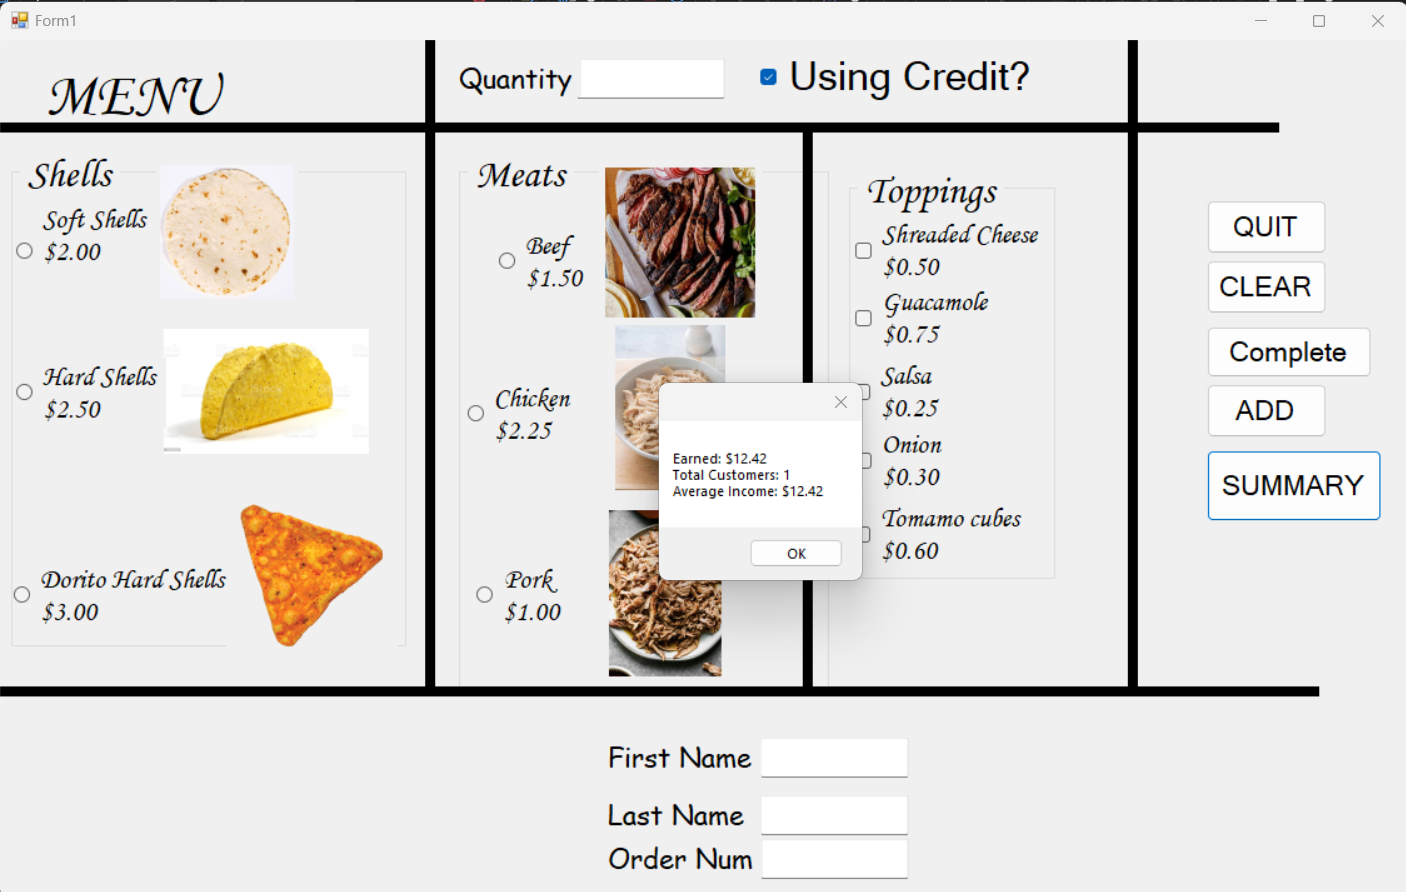 Form1
MENU
Quantity
Using Credit?
Shells
Soft Shells
$2.00
Hard Shells
$2.50
Dorito Hard Shells
$3.00
Meats
Beef
$1.50
Chicken
$2.25
Pork
$1.00
Toppings
Shreaded Cheese
$0.50
Guacamole
$0.75
Salsa
$0.25
Onion
$0.30
Tomamo cubes
$0.60
Earned: $12.42
Total Customers: 1
Average Income: $12.42
OK
QUIT
CLEAR
Complete
ADD
SUMMARY
First Name
Last Name
Order Num